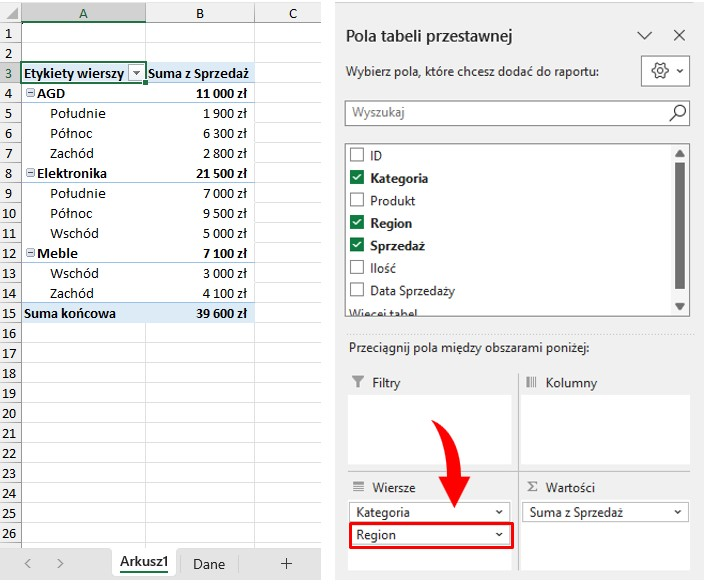 A B C
1
2
3 Etykiety wierszy Suma z Sprzedaż
4 AGD 11 000 zł
5 Południe 1 900 zł
6 Północ 6 300 zł
7 Zachód 2 800 zł
8 Elektronika 21 500 zł
9 Południe 7 000 zł
10 Północ 9 500 zł
11 Wschód 5 000 zł
12 Meble 7 100 zł
13 Wschód 3 000 zł
14 Zachód 4 100 zł
15 Suma końcowa 39 600 zł
16
17
18
19
20
21
22
23
24
25
26
Arkusz1 Dane +
Pola tabeli przestawnej
Wybierz pola, które chcesz dodać do raportu:
Wyszukaj
ID
Kategoria
Produkt
Region
Sprzedaż
Ilość
Data Sprzedaży
Więcej tabel
Przeciągnij pola między obszarami poniżej:
Filtry
Kolumny
Wiersze
Kategoria
Region
Σ Wartości
Suma z Sprzedaż